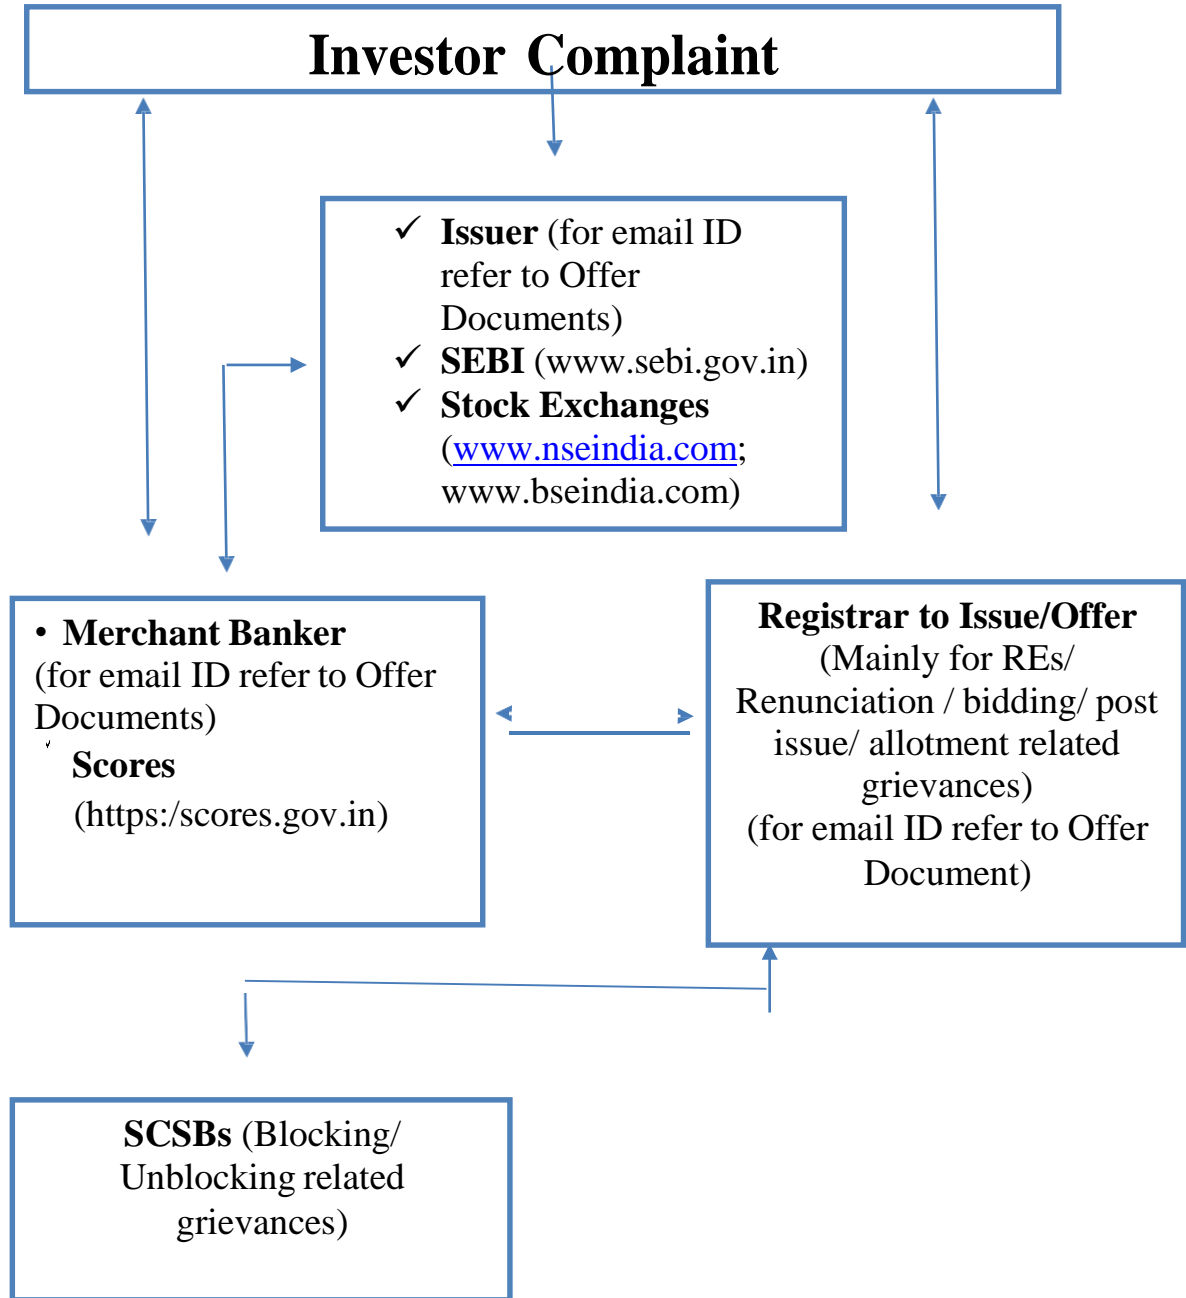 Investor Complaint
✓ Issuer (for email ID
refer to Offer
Documents)
✓ SEBI (www.sebi.gov.in)
✓ Stock Exchanges
(www.nseindia.com;
www.bseindia.com)
• Merchant Banker
(for email ID refer to Offer
Documents)
✓ Scores
(https:/scores.gov.in)
Registrar to Issue/Offer
(Mainly for REs/
Renunciation / bidding/ post
issue/ allotment related
grievances)
(for email ID refer to Offer
Document)
SCSBs (Blocking/
Unblocking related
grievances)